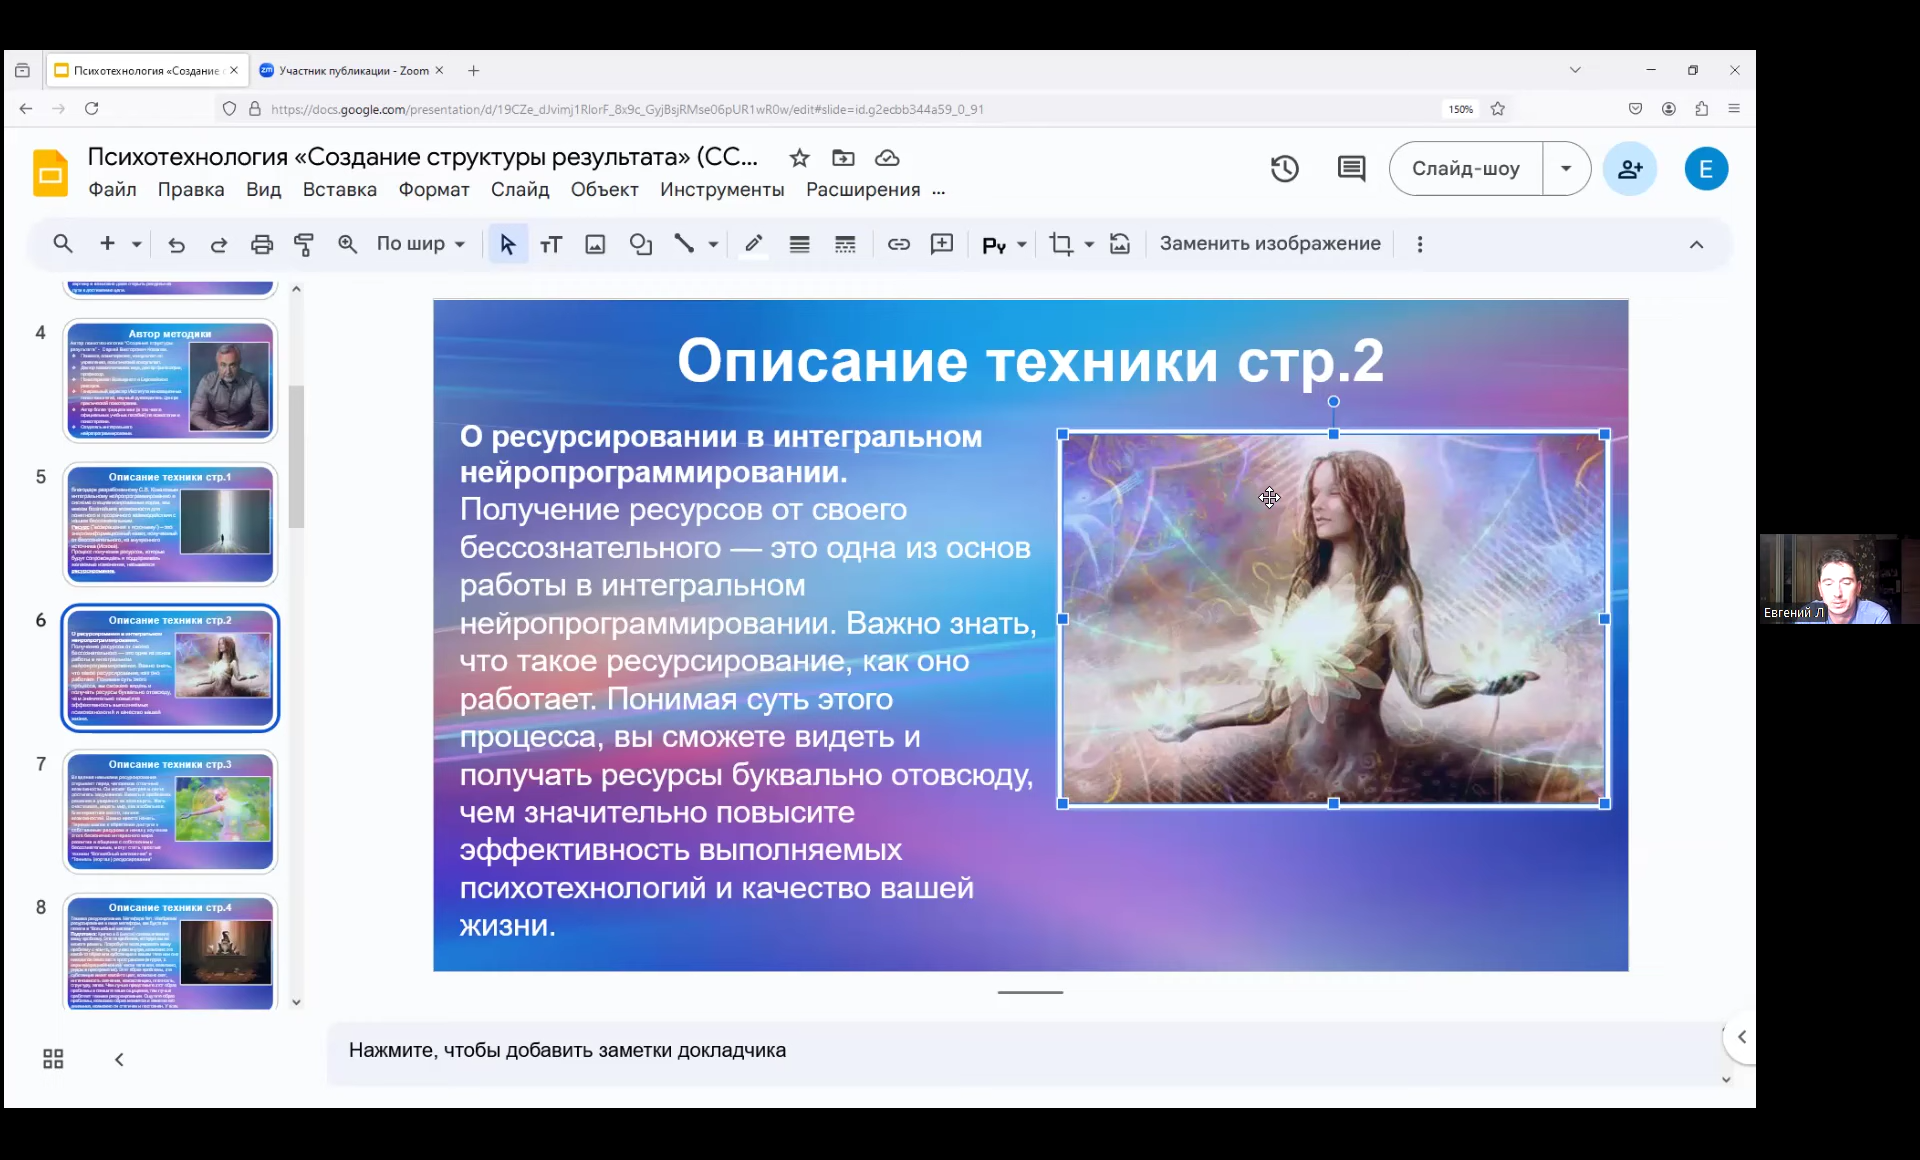 Психотехнология «Создание с
Участник публикации - Zoom
https://docs.google.com/presentation/d/19CZe_dJvimj1RlorF_8x9c_GyjBsjRMse06pUR1wR0w/edit#slide=id.g2ecbb344a59_0_91
150%
Психотехнология «Создание структуры результата» (СС...
Слайд-шоу
E
Файл Правка Вид Вставка Формат Слайд Объект Инструменты Расширения ...
По шир
Заменить изображение
4
Автор методики
5
Описание техники стр.1
6
Описание техники стр.2
7
Описание техники стр.3
8
Описание техники стр.4
Описание техники стр.2
О ресурсировании в интегральном
нейропрограммировании.
Получение ресурсов от своего
бессознательного — это одна из основ
работы в интегральном
нейропрограммировании. Важно знать,
что такое ресурсирование, как оно
работает. Понимая суть этого
процесса, вы сможете видеть и
получать ресурсы буквально отовсюду,
чем значительно повысите
эффективность выполняемых
психотехнологий и качество вашей
жизни.
Евгений Л
Нажмите, чтобы добавить заметки докладчика